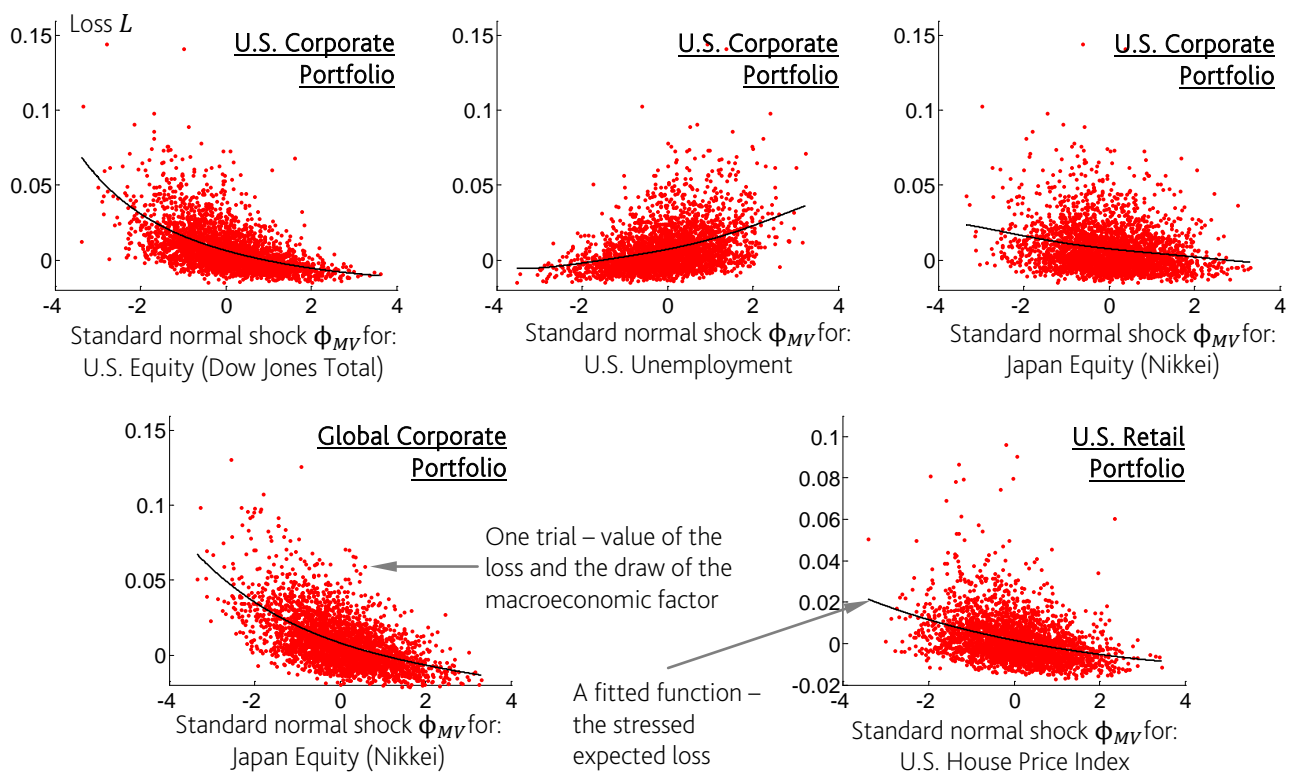 Loss L
U.S. Corporate
Portfolio
0.15
0.1
0.05
0
-4
-2
0
2
4
Standard normal shock ϕMV for:
U.S. Equity (Dow Jones Total)
U.S. Corporate
Portfolio
0.15
0.1
0.05
0
-4
-2
0
2
4
Standard normal shock ϕMV for:
U.S. Unemployment
U.S. Corporate
Portfolio
0.15
0.1
0.05
0
-4
-2
0
2
4
Standard normal shock ϕMV for:
Japan Equity (Nikkei)
Global Corporate
Portfolio
0.15
0.1
0.05
0
-4
-2
0
2
4
Standard normal shock ϕMV for:
Japan Equity (Nikkei)
One trial – value of the
loss and the draw of the
macroeconomic factor
A fitted function –
the stressed
expected loss
U.S. Retail
Portfolio
0.1
0.08
0.06
0.04
0.02
0
-0.02
-4
-2
0
2
4
Standard normal shock ϕMV for:
U.S. House Price Index